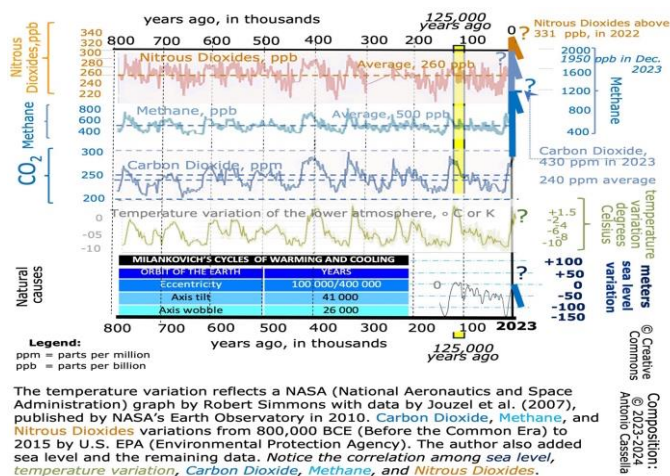 years ago, in thousands
800 700 600 500 400 300 200 100 0
125,000
years ago
Nitrous
Dioxides,ppb
340
320
300
280
260
240
220
Nitrous Dioxides, ppb
Average, 260 ppb
?
Nitrous Dioxides above
331 ppb, in 2022
2000
1950 ppb in Dec.
2023
1600
1200
800
400
Methane
Methane
800
600
400
Methane, ppb
Average, 500 ppb
?
?
CO2
300
250
200
Carbon Dioxide, ppm
Carbon Dioxide,
430 ppm in 2023
240 ppm average
0
-05
-10
Temperature variation of the lower atmosphere, ° C or K
?
+1.5
-2
-4
-6
-8
-10
temperature
variation
degrees
Celsius
Natural
causes
MILANKOVICH'S CYCLES OF WARMING AND COOLING
ORBIT OF THE EARTH YEARS
Eccentricity 100 000/400 000
Axis tilt 41 000
Axis wobble 26 000
0
?
+100
+50
0
-50
-100
-150
meters
sea level
variation
800 700 600 500 400 300 200 100 2023
years ago, in thousands
125,000
years ago
Legend:
ppm = parts per million
ppb = parts per billion
© Creative
Commons
Composition
© 2023-2024
Antonio Cassella
The temperature variation reflects a NASA (National Aeronautics and Space
Administration) graph by Robert Simmons with data by Jouzel et al. (2007),
published by NASA's Earth Observatory in 2010. Carbon Dioxide, Methane, and
Nitrous Dioxides variations from 800,000 BCE (Before the Common Era) to
2015 by U.S. EPA (Environmental Protection Agency). The author also added
sea level and the remaining data. Notice the correlation among sea level,
temperature variation, Carbon Dioxide, Methane, and Nitrous Dioxides.